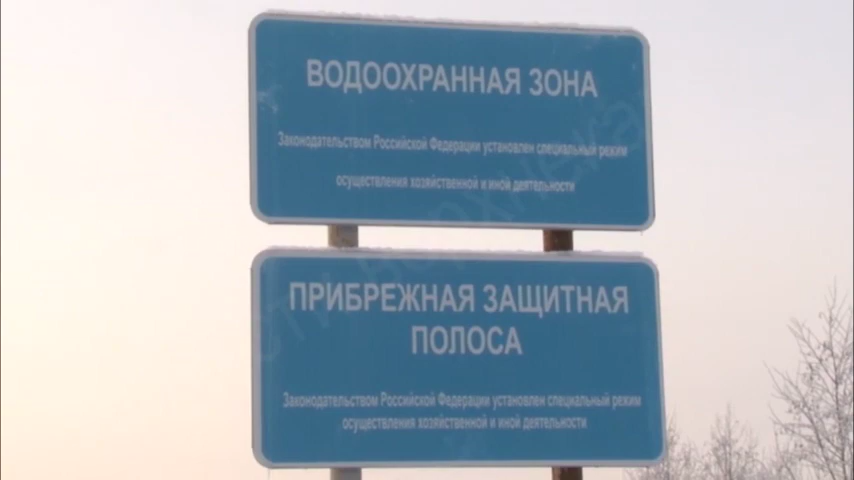 ВОДООХРАННАЯ ЗОНА
Законодательством Российской Федерации установлен специальный режим
осуществления хозяйственной и иной деятельности
ПРИБРЕЖНАЯ ЗАЩИТНАЯ
ПОЛОСА
Законодательством Российской Федерации установлен специальный режим
осуществления хозяйственной и иной деятельности